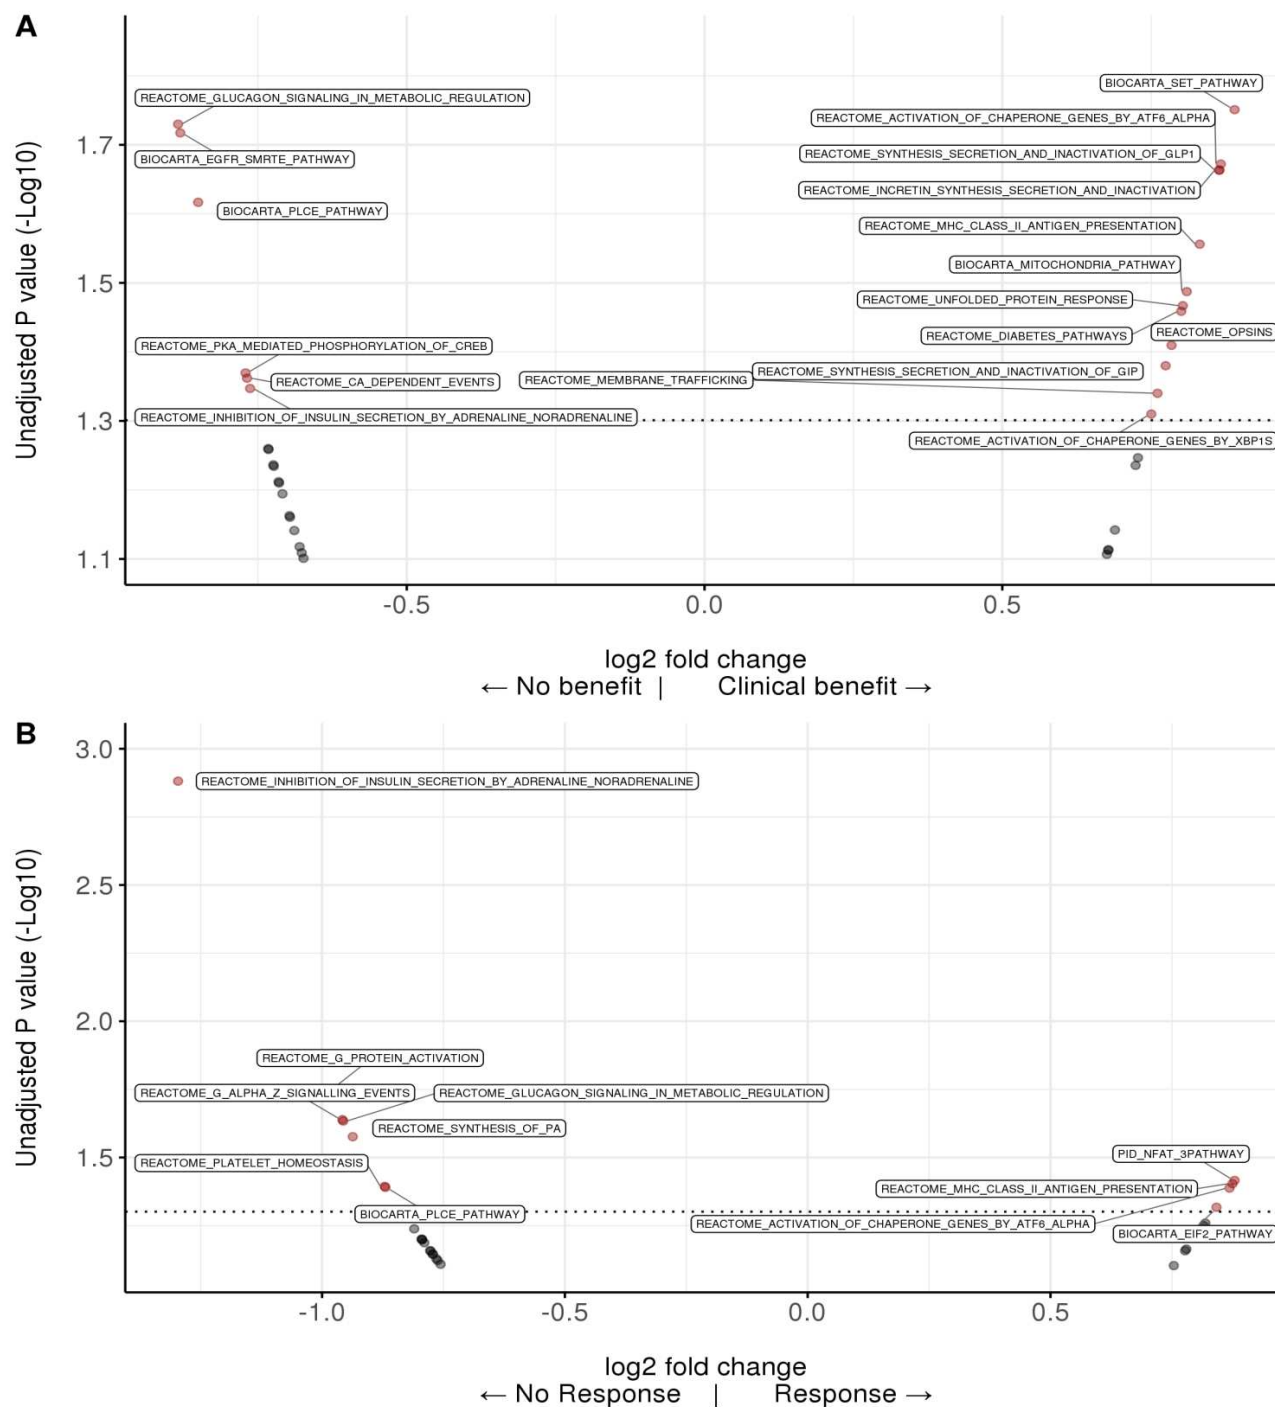 A
REACTOME_GLUCAGON_SIGNALING_IN_METABOLIC_REGULATION
BIOCARTA_EGFR_SMRTE_PATHWAY
BIOCARTA_PLCE_PATHWAY
REACTOME_PKA_MEDIATED_PHOSPHORYLATION_OF_CREB
REACTOME_CA_DEPENDENT_EVENTS
REACTOME_INHIBITION_OF_INSULIN_SECRETION_BY_ADRENALINE_NORADRENALINE
BIOCARTA_SET_PATHWAY
REACTOME_ACTIVATION_OF_CHAPERONE_GENES_BY_ATF6_ALPHA
REACTOME_SYNTHESIS_SECRETION_AND_INACTIVATION_OF_GLP1
REACTOME_INCRETIN_SYNTHESIS_SECRETION_AND_INACTIVATION
REACTOME_MHC_CLASS_II_ANTIGEN_PRESENTATION
BIOCARTA_MITOCHONDRIA_PATHWAY
REACTOME_UNFOLDED_PROTEIN_RESPONSE
REACTOME_DIABETES_PATHWAYS
REACTOME_OPSINS
REACTOME_SYNTHESIS_SECRETION_AND_INACTIVATION_OF_GIP
REACTOME_MEMBRANE_TRAFFICKING
REACTOME_ACTIVATION_OF_CHAPERONE_GENES_BY_XBP1S
Unadjusted P value (-Log10)
1.7
1.5
1.3
1.1
-0.5 0.0 0.5
log2 fold change
← No benefit | Clinical benefit →
B
REACTOME_INHIBITION_OF_INSULIN_SECRETION_BY_ADRENALINE_NORADRENALINE
REACTOME_G_PROTEIN_ACTIVATION
REACTOME_G_ALPHA_Z_SIGNALLING_EVENTS
REACTOME_GLUCAGON_SIGNALING_IN_METABOLIC_REGULATION
REACTOME_SYNTHESIS_OF_PA
REACTOME_PLATELET_HOMEOSTASIS
BIOCARTA_PLCE_PATHWAY
PID_NFAT_3PATHWAY
REACTOME_MHC_CLASS_II_ANTIGEN_PRESENTATION
REACTOME_ACTIVATION_OF_CHAPERONE_GENES_BY_ATF6_ALPHA
BIOCARTA_EIF2_PATHWAY
Unadjusted P value (-Log10)
3.0
2.5
2.0
1.5
-1.0 -0.5 0.0 0.5
log2 fold change
← No Response | Response →